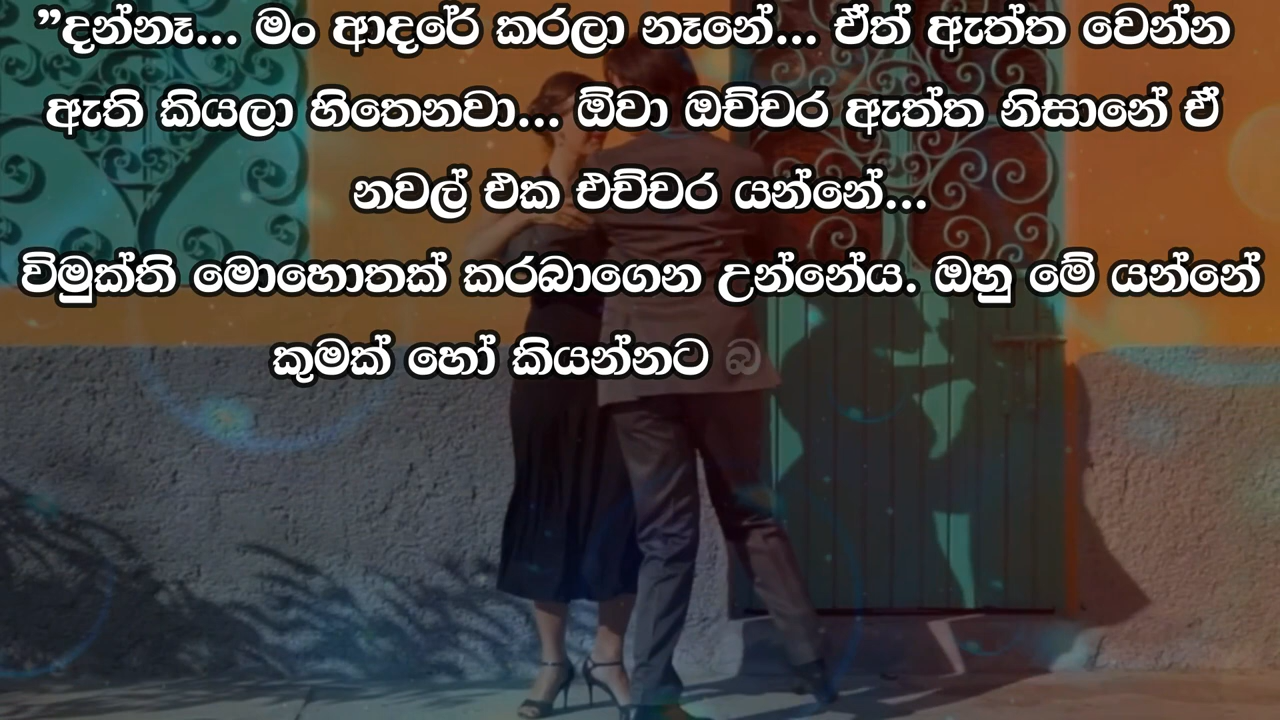 ”දන්නෑ... මං ආදරේ කරලා නෑනේ... ඒත් ඇත්ත වෙන්න
ඇති කියලා හිතෙනවා... ඕවා ඔච්චර ඇත්ත නිසානේ ඒ
නවල් එක එච්චර යන්නේ...
විමුක්ති මොහොතක් කරබාගෙන උන්නේය. ඔහු මේ යන්නේ
කුමක් හෝ කියන්නට බ